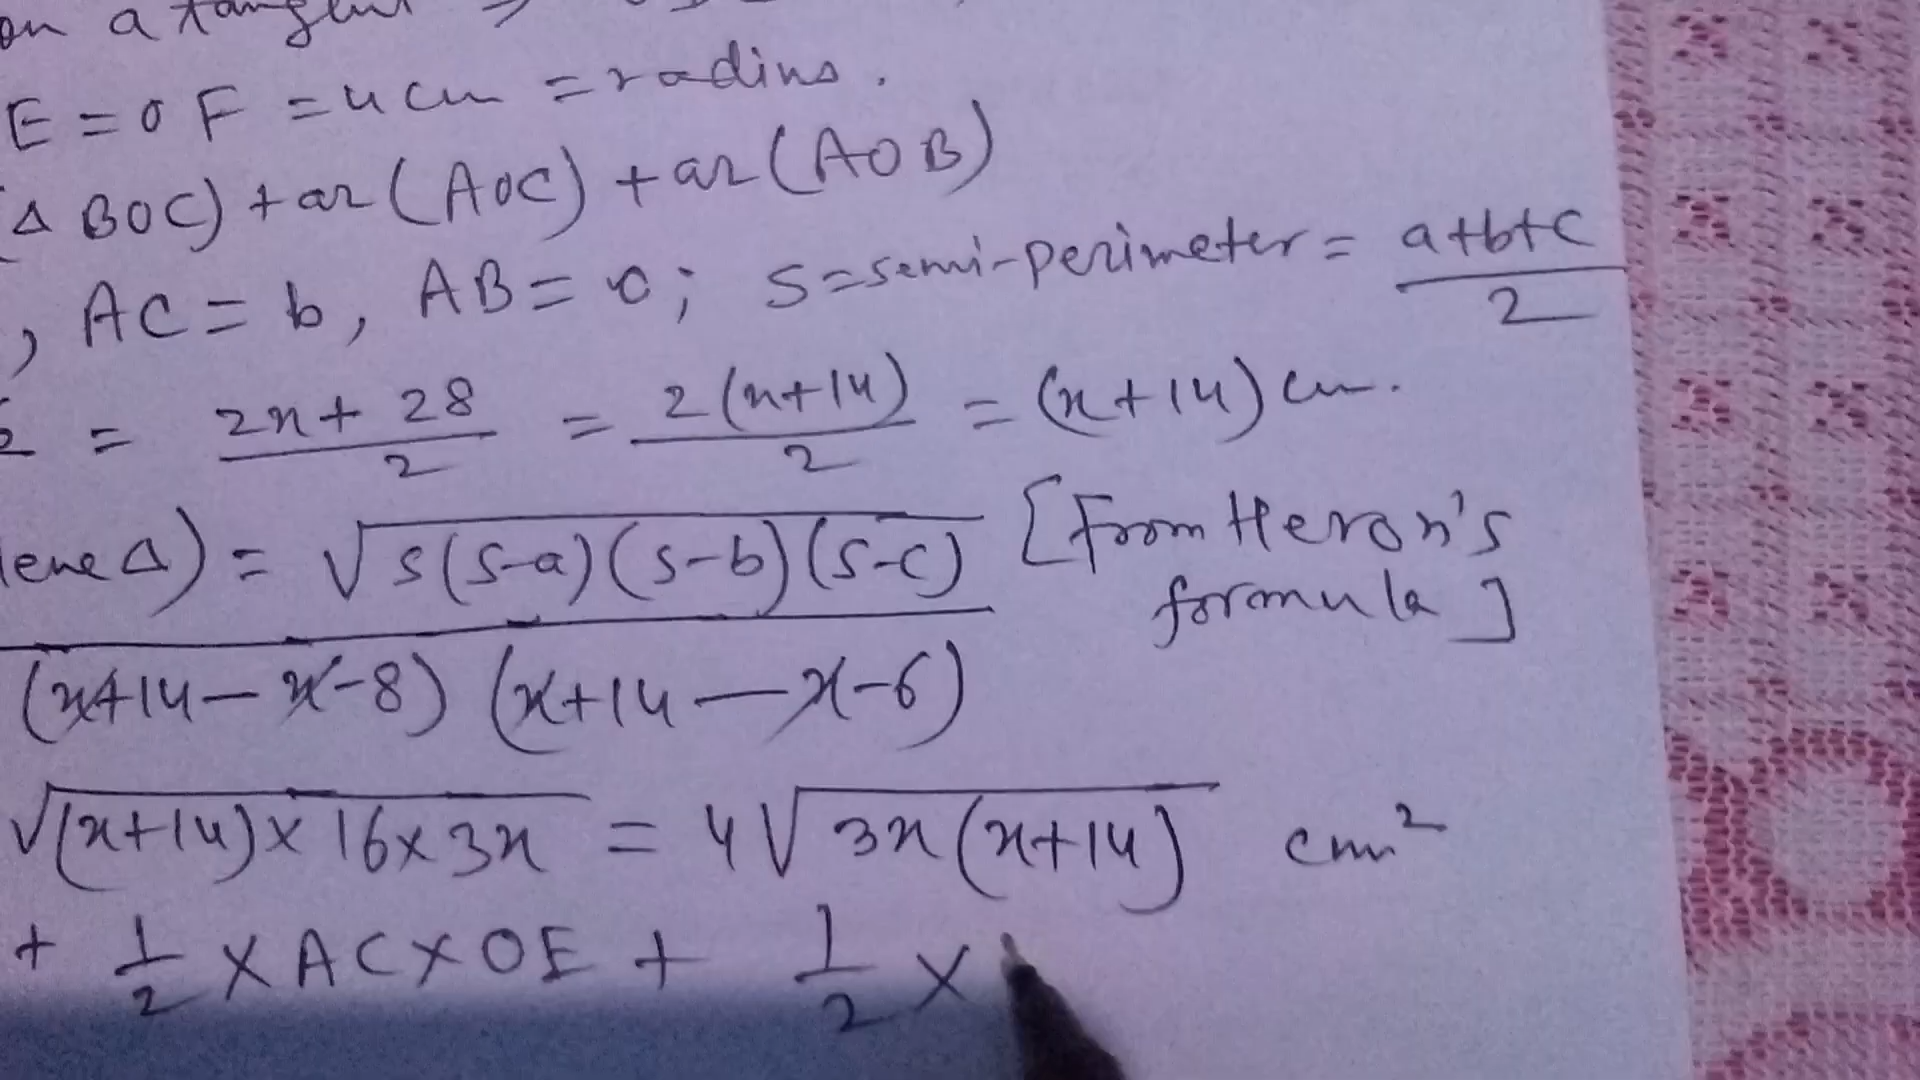 on a tangent ⇒
E = OF = 4 cm = radius.
Δ BOC) + ar (AOC) + ar (AOB)
, AC = b, AB = c; S = semi-perimeter = a+b+c / 2
2 = 2x + 28 / 2 = 2(x+14) / 2 = (x+14) cm.
lene Δ) = √s(s-a)(s-b)(s-c) [From Heron's
formula]
(x+14 - x-8) (x+14 - x-6)
√(x+14) × 16 × 3x = 4√3x(x+14) cm²
+ 1/2 × AC × OE + 1/2 ×